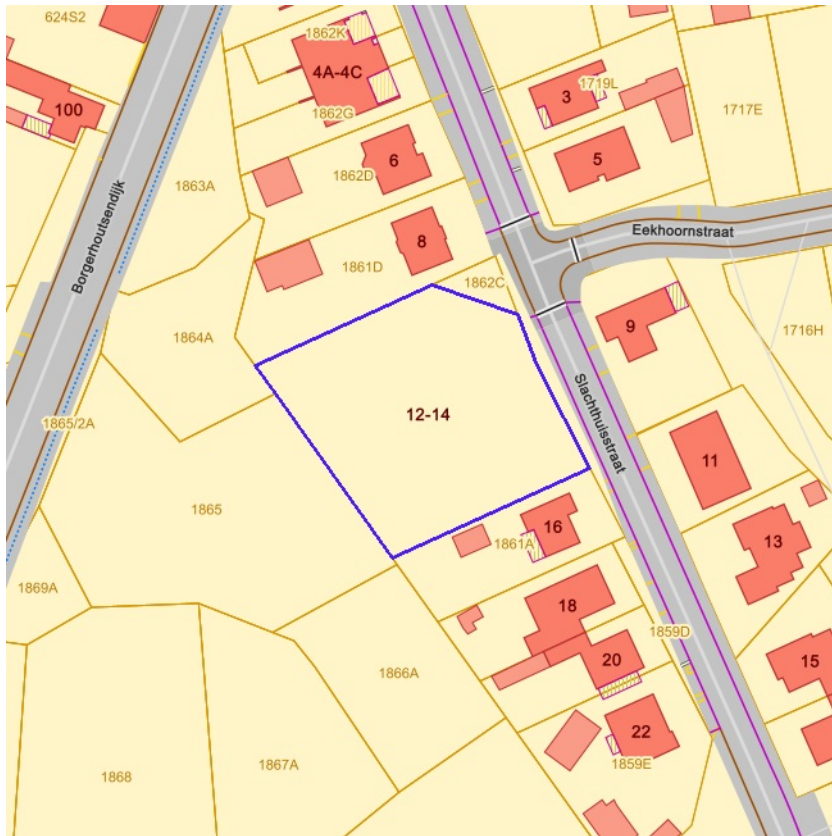 624S2
1862K
4A-4C
3
1719L
100
1862G
1717E
6
5
1863A
1862D
Borgerhoutsendijk
8
Eekhoornstraat
1861D
1862C
9
1864A
1716H
12-14
Slachthuisstraat
1865/2A
11
1865
16
1861A
13
1869A
18
1859D
20
15
1866A
22
1859E
1867A
1868